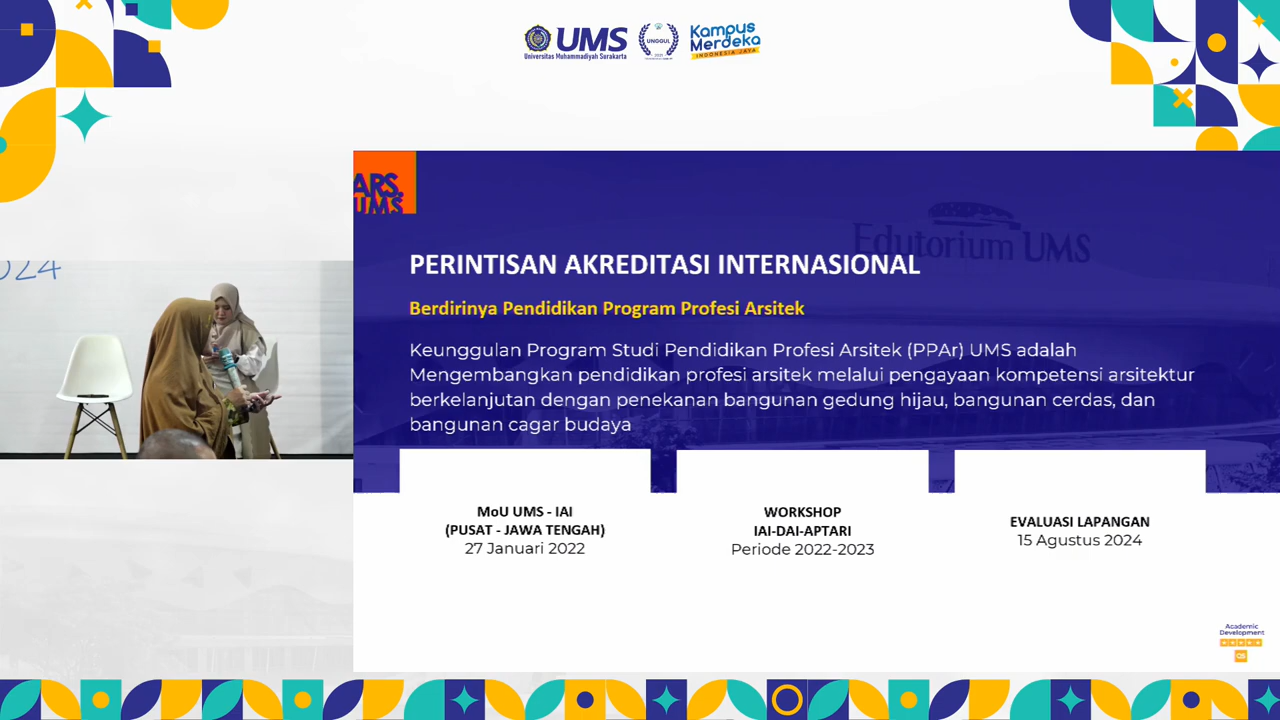 UMS
Universitas Muhammadiyah Surakarta
UNGGUL
Kampus
Merdeka
INDONESIA JAYA
ARS.
UMS
Edutorium UMS
PERINTISAN AKREDITASI INTERNASIONAL
Berdirinya Pendidikan Program Profesi Arsitek
Keunggulan Program Studi Pendidikan Profesi Arsitek (PPAr) UMS adalah
Mengembangkan pendidikan profesi arsitek melalui pengayaan kompetensi arsitektur
berkelanjutan dengan penekanan bangunan gedung hijau, bangunan cerdas, dan
bangunan cagar budaya
MoU UMS - IAI
(PUSAT - JAWA TENGAH)
27 Januari 2022
WORKSHOP
IAI-DAI-APTARI
Periode 2022-2023
EVALUASI LAPANGAN
15 Agustus 2024
Academic
Development
QS